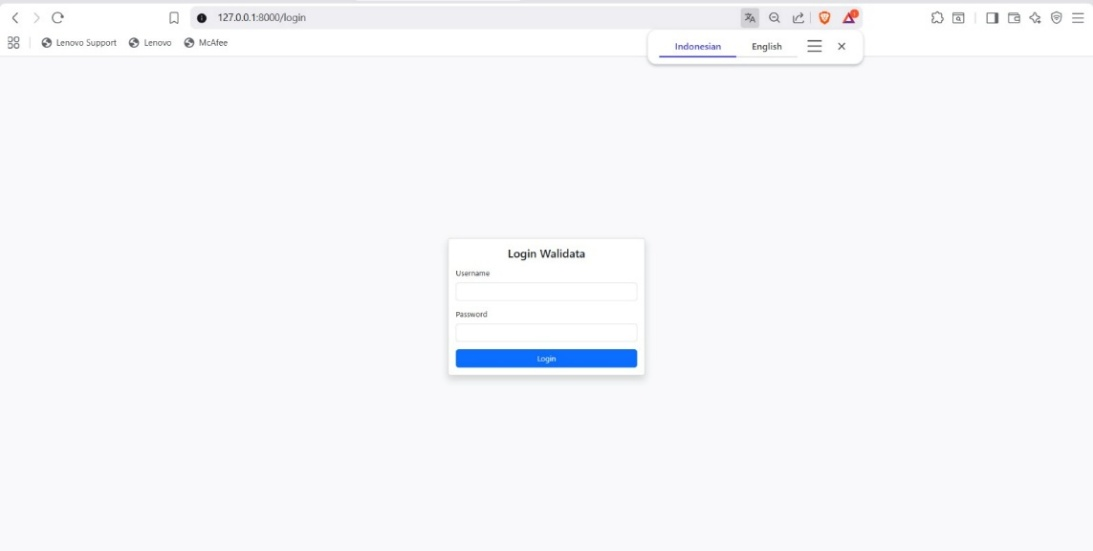 127.0.0.1:8000/login
Lenovo Support Lenovo McAfee
Indonesian English
Login Walidata
Username
Password
Login